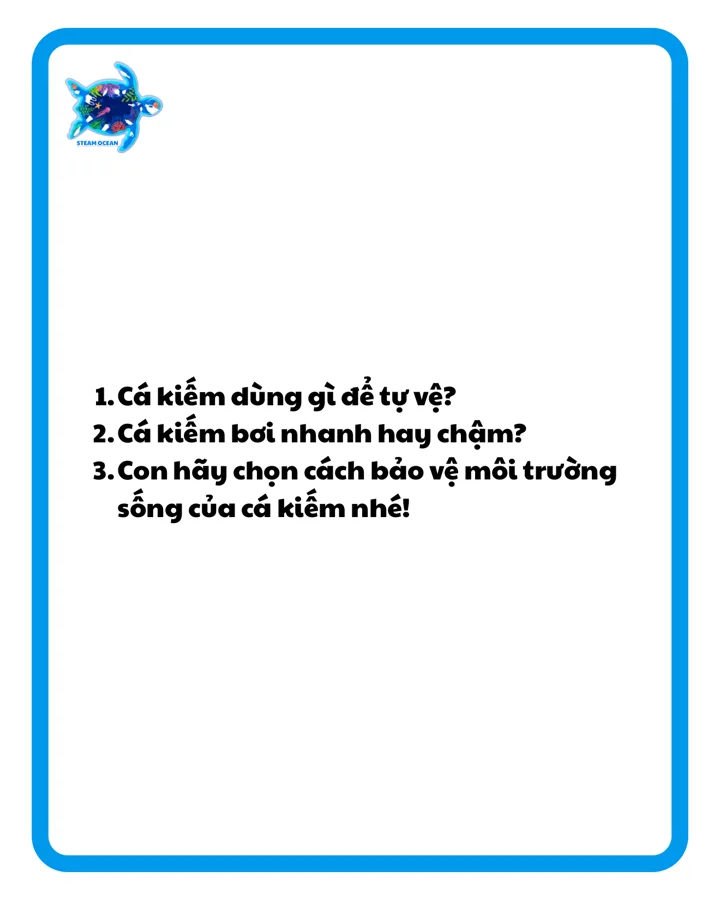 STEAM OCEAN
1. Cá kiếm dùng gì để tự vệ?
2. Cá kiếm bơi nhanh hay chậm?
3. Con hãy chọn cách bảo vệ môi trường
sống của cá kiếm nhé!